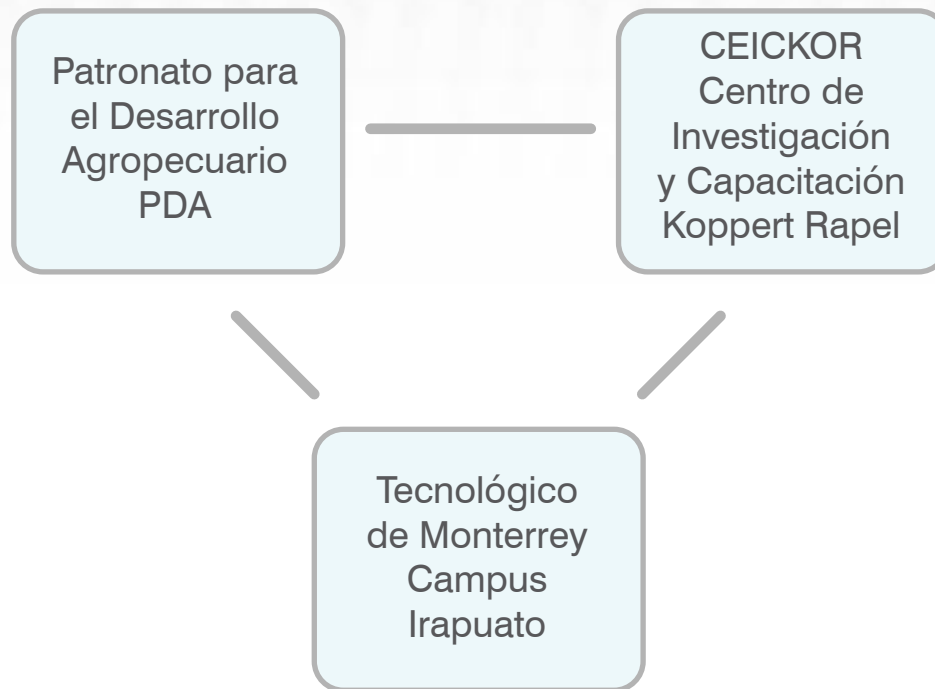 Patronato para
el Desarrollo
Agropecuario
PDA
CEICKOR
Centro de
Investigación
y Capacitación
Koppert Rapel
Tecnológico
de Monterrey
Campus
Irapuato